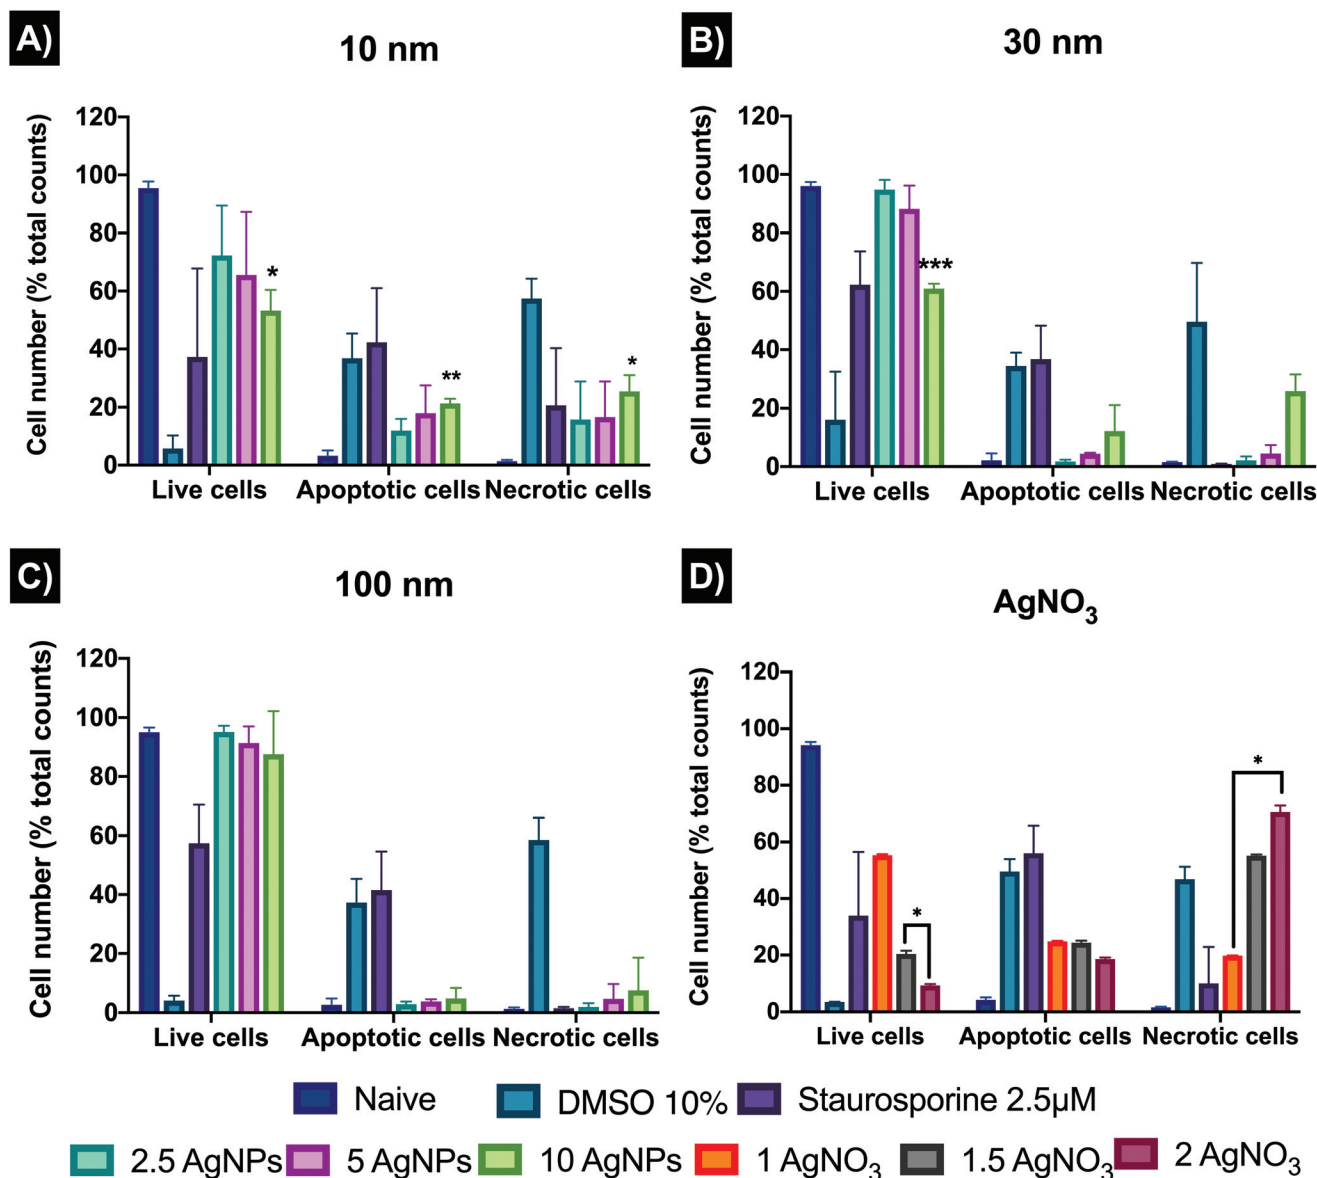 A)
10 nm
Cell number (% total counts)
120
100
80
60
40
20
0
*
**
*
Live cells
Apoptotic cells
Necrotic cells
B)
30 nm
Cell number (% total counts)
120
100
80
60
40
20
0
***
Live cells
Apoptotic cells
Necrotic cells
C)
100 nm
Cell number (% total counts)
120
100
80
60
40
20
0
Live cells
Apoptotic cells
Necrotic cells
D)
AgNO₃
Cell number (% total counts)
120
100
80
60
40
20
0
*
*
Live cells
Apoptotic cells
Necrotic cells
Naive
DMSO 10%
Staurosporine 2.5µM
2.5 AgNPs
5 AgNPs
10 AgNPs
1 AgNO₃
1.5 AgNO₃
2 AgNO₃